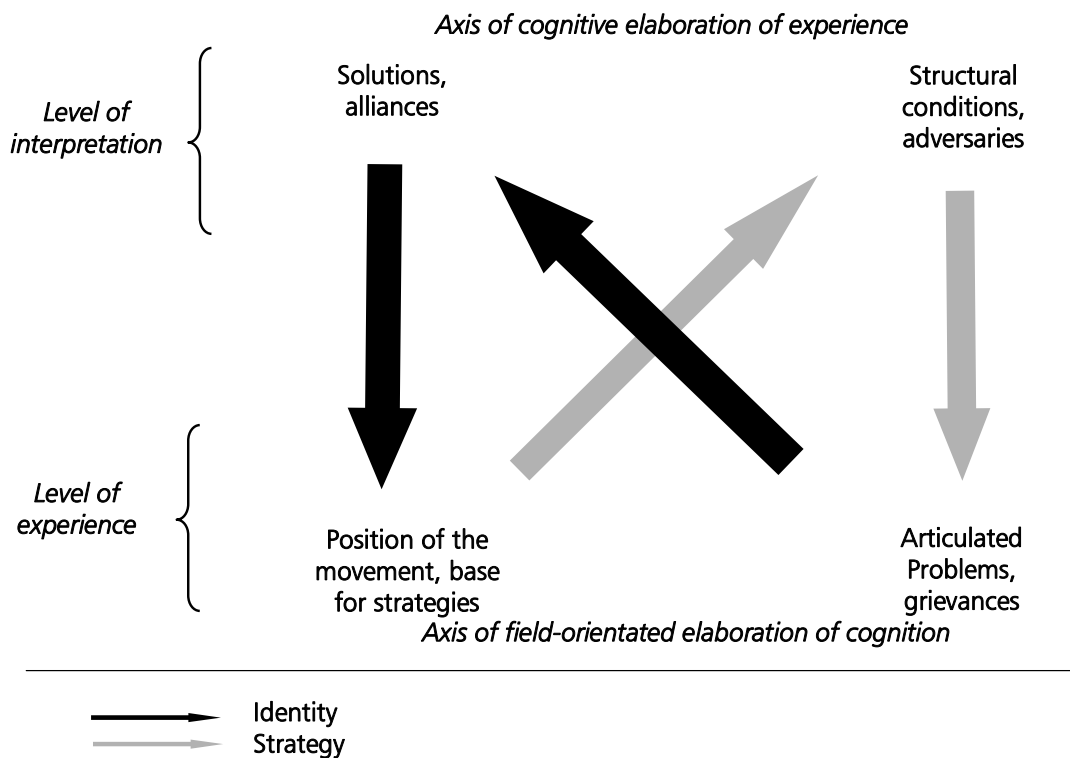 Axis of cognitive elaboration of experience
Level of
interpretation
Solutions,
alliances
Structural
conditions,
adversaries
Level of
experience
Position of the
movement, base
for strategies
Articulated
Problems,
grievances
Axis of field-orientated elaboration of cognition
Identity
Strategy